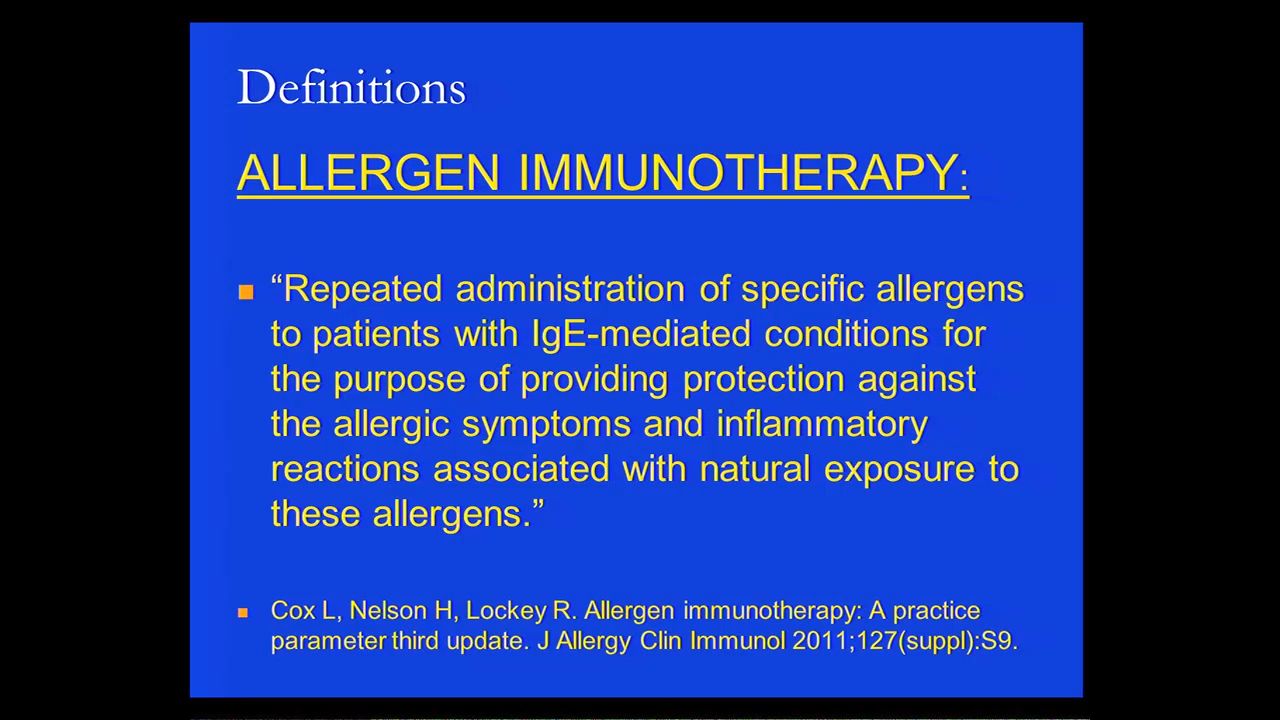 Definitions
ALLERGEN IMMUNOTHERAPY:
“Repeated administration of specific allergens
to patients with IgE-mediated conditions for
the purpose of providing protection against
the allergic symptoms and inflammatory
reactions associated with natural exposure to
these allergens.”
Cox L, Nelson H, Lockey R. Allergen immunotherapy: A practice
parameter third update. J Allergy Clin Immunol 2011;127(suppl):S9.